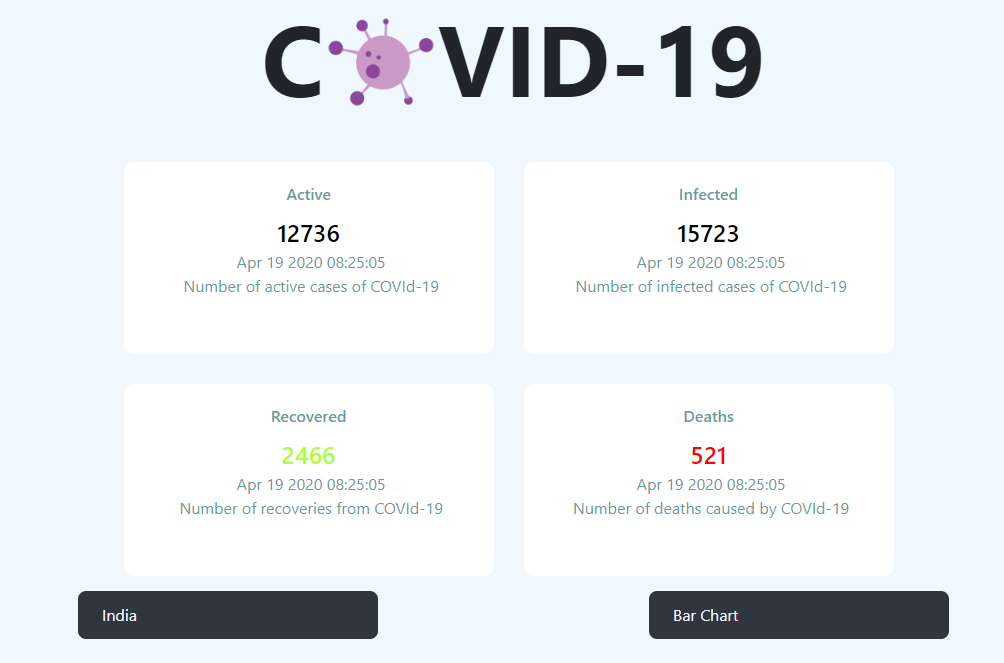 C VID-19
Active
12736
Apr 19 2020 08:25:05
Number of active cases of COVId-19
Infected
15723
Apr 19 2020 08:25:05
Number of infected cases of COVId-19
Recovered
2466
Apr 19 2020 08:25:05
Number of recoveries from COVId-19
Deaths
521
Apr 19 2020 08:25:05
Number of deaths caused by COVId-19
India
Bar Chart